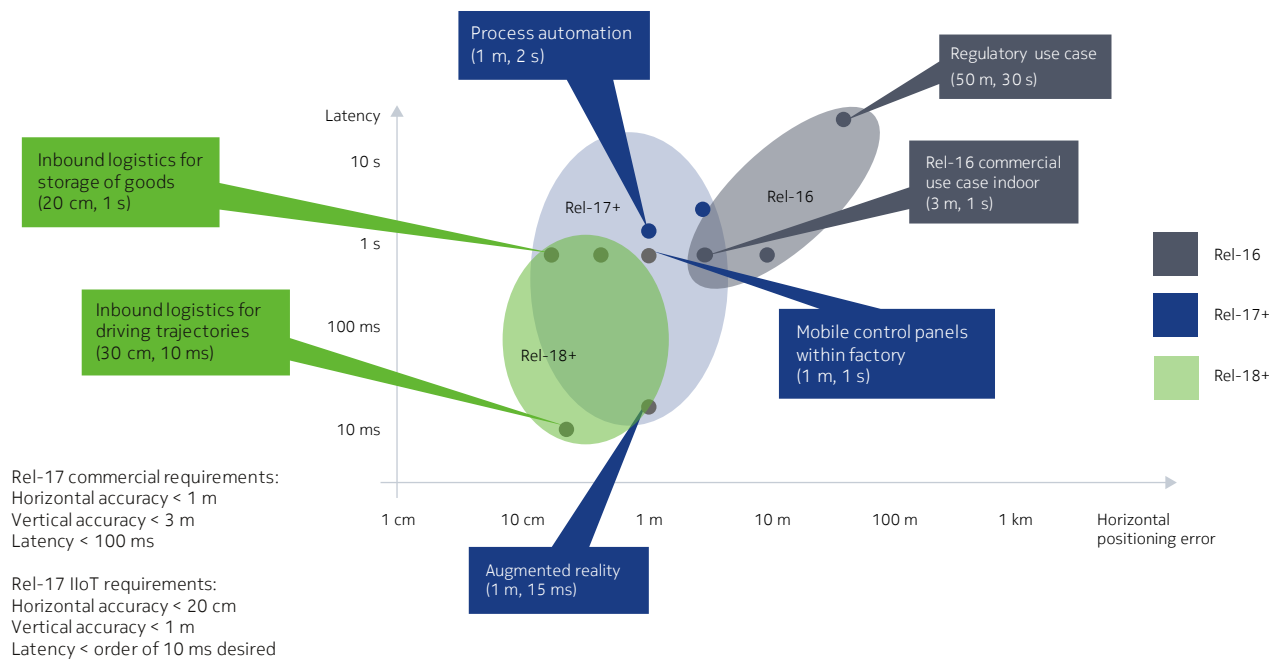 Process automation
(1 m, 2 s)
Regulatory use case
(50 m, 30 s)
Latency
10 s
1 s
100 ms
10 ms
Inbound logistics for
storage of goods
(20 cm, 1 s)
Rel-16 commercial
use case indoor
(3 m, 1 s)
Rel-17+
Rel-16
Rel-18+
Inbound logistics for
driving trajectories
(30 cm, 10 ms)
Mobile control panels
within factory
(1 m, 1 s)
Rel-16
Rel-17+
Rel-18+
Rel-17 commercial requirements:
Horizontal accuracy < 1 m
Vertical accuracy < 3 m
Latency < 100 ms
Rel-17 IIoT requirements:
Horizontal accuracy < 20 cm
Vertical accuracy < 1 m
Latency < order of 10 ms desired
1 cm
10 cm
1 m
10 m
100 m
1 km
Horizontal
positioning error
Augmented reality
(1 m, 15 ms)